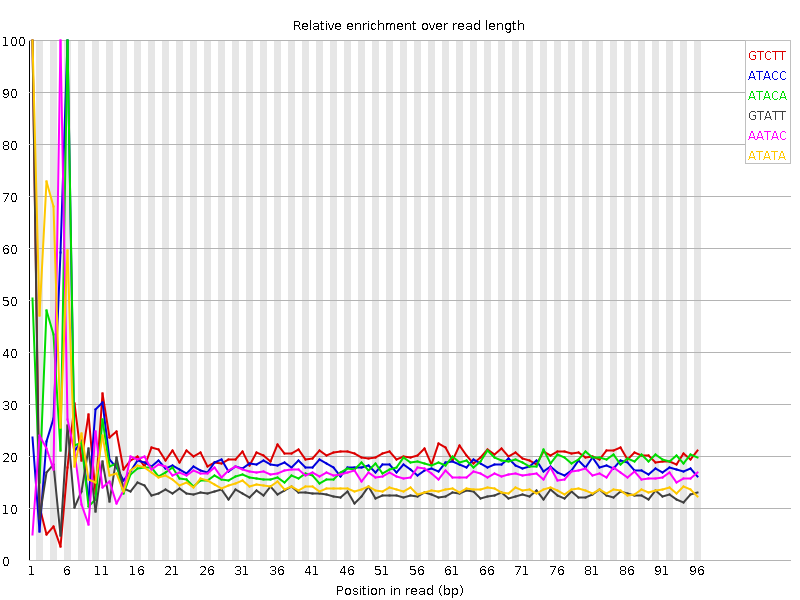 Relative enrichment over read length
100
90
80
70
60
50
40
30
20
10
0
GTCTT
ATACC
ATACA
GTATT
AATAC
ATATA
1 6 11 16 21 26 31 36 41 46 51 56 61 66 71 76 81 86 91 96
Position in read (bp)